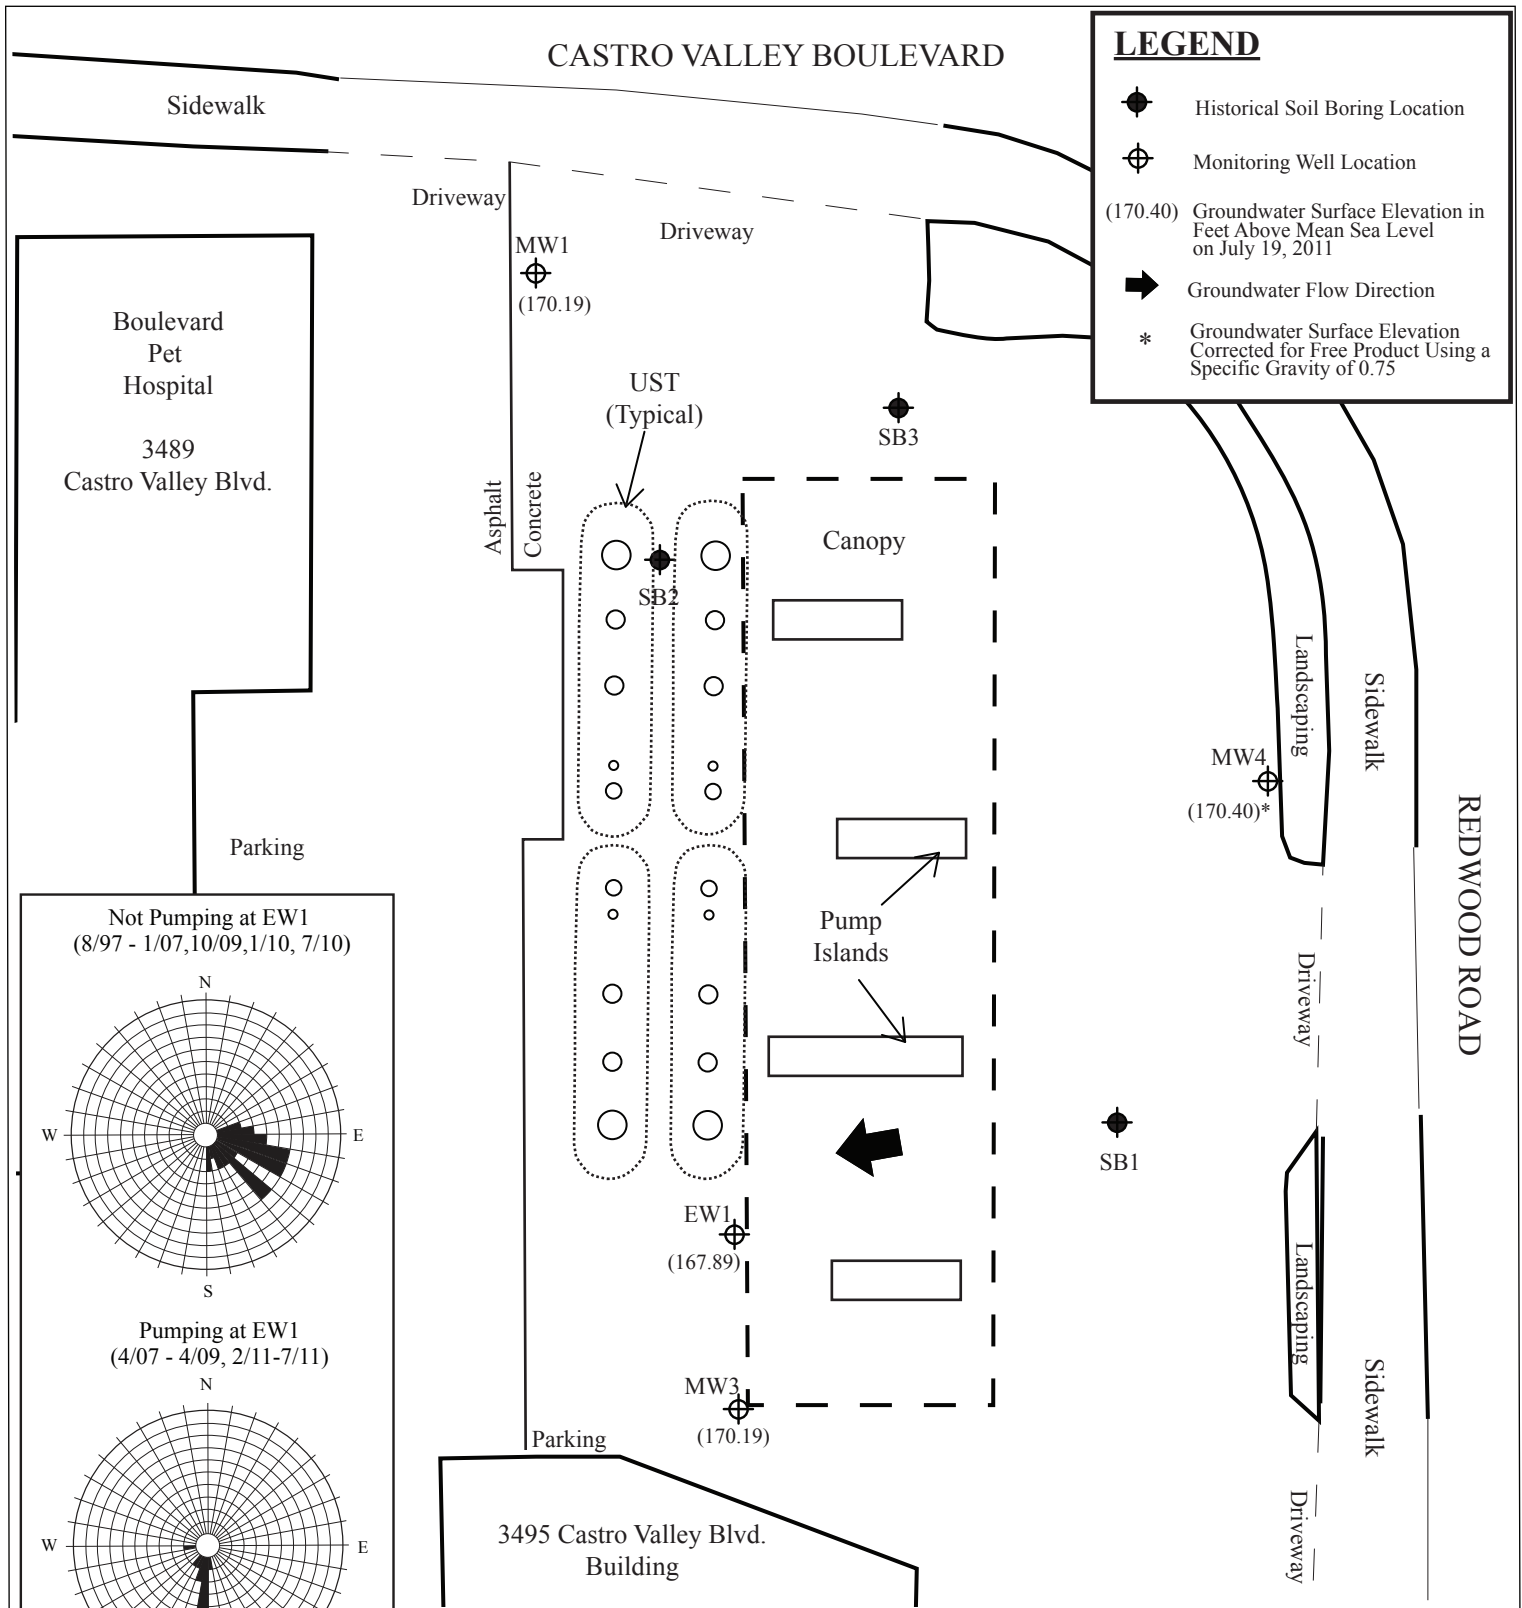 CASTRO VALLEY BOULEVARD
LEGEND
Historical Soil Boring Location
Monitoring Well Location
(170.40) Groundwater Surface Elevation in
Feet Above Mean Sea Level
on July 19, 2011
Groundwater Flow Direction
* Groundwater Surface Elevation
Corrected for Free Product Using a
Specific Gravity of 0.75
Sidewalk
Driveway
Driveway
MW1
(170.19)
Boulevard
Pet
Hospital
3489
Castro Valley Blvd.
UST
(Typical)
SB3
Asphalt
Concrete
Canopy
SB2
Landscaping
Sidewalk
MW4
(170.40)*
REDWOOD ROAD
Parking
Pump
Islands
Driveway
SB1
EW1
(167.89)
Landscaping
MW3
(170.19)
Sidewalk
Parking
3495 Castro Valley Blvd.
Building
Driveway
Not Pumping at EW1
(8/97 - 1/07,10/09,1/10, 7/10)
N
W
E
S
Pumping at EW1
(4/07 - 4/09, 2/11-7/11)
N
W
E